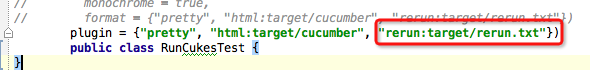 // monochrome = true,
// format = {"pretty", "html:target/cucumber", "rerun:target/rerun.txt"})
plugin = {"pretty", "html:target/cucumber", "rerun:target/rerun.txt"})
public class RunCukesTest {
}